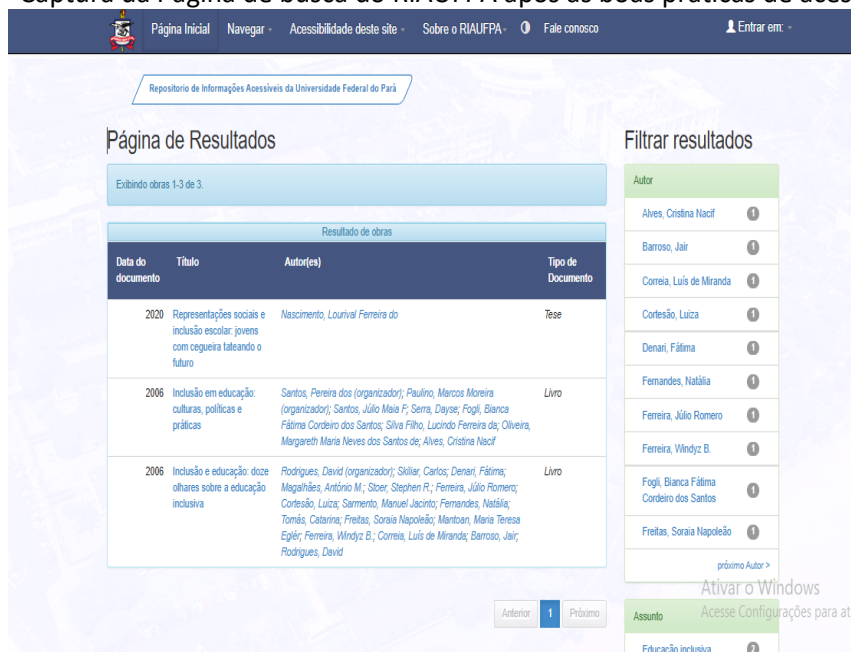 Captura da Página de busca do RIAUFPA após as boas práticas de aces
Página Inicial Navegar Acessibilidade deste site Sobre o RIAUFPA Fale conosco Entrar em:
Repositorio de Informações Acessíveis da Universidade Federal do Pará
Página de Resultados
Exibindo obras 1-3 de 3.
Resultado de obras
Data do documento Título Autor(es) Tipo de Documento
2020 Representações sociais e Nascimento, Lourival Ferreira do Tese
inclusão escolar: jovens
com cegueira tateando o
futuro
2006 Inclusão em educação: Santos, Pereira dos (organizador); Paulino, Marcos Moreira Livro
culturas, políticas e (organizador); Santos, Júlio Maia F; Serra, Dayse; Fogli, Bianca
práticas Fátima Cordeiro dos Santos; Silva Filho, Lucindo Ferreira da; Oliveira,
Margareth Maria Neves dos Santos de; Alves, Cristina Nacif
2006 Inclusão e educação: doze Rodrigues, David (organizador); Skiliar, Carlos; Denari, Fátima; Livro
olhares sobre a educação Magalhães, António M.; Stoer, Stephen R.; Ferreira, Júlio Romero;
inclusiva Cortesão, Luiza; Sarmento, Manuel Jacinto; Fernandes, Natália;
Tomás, Catarina; Freitas, Soraia Napoleão; Mantoan, Maria Teresa
Eglér; Ferreira, Windyz B.; Correia, Luís de Miranda; Barroso, Jair;
Rodrigues, David
Anterior 1 Próximo
Filtrar resultados
Autor
Alves, Cristina Nacif 1
Barroso, Jair 1
Correia, Luís de Miranda 1
Cortesão, Luiza 1
Denari, Fátima 1
Fernandes, Natália 1
Ferreira, Júlio Romero 1
Ferreira, Windyz B. 1
Fogli, Bianca Fátima
Cordeiro dos Santos 1
Freitas, Soraia Napoleão 1
próximo Autor >
Ativar o Windows
Acesse Configurações para at
Assunto
Educação inclusiva 2